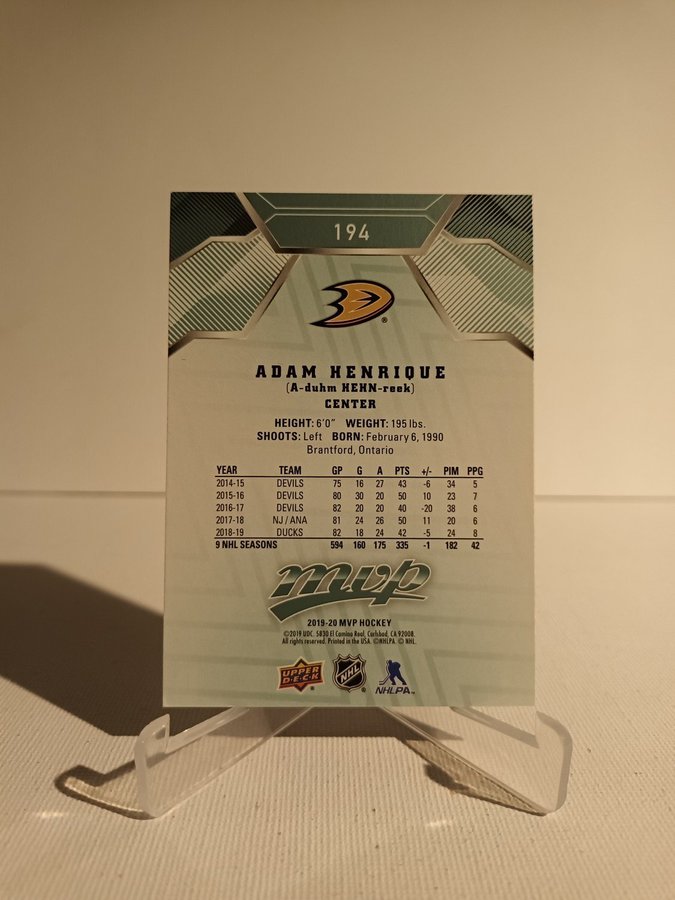 194
®
ADAM HENRIQUE
(A-duhm HEHN-reek)
CENTER
HEIGHT: 6'0" WEIGHT: 195 lbs.
SHOOTS: Left BORN: February 6, 1990
Brantford, Ontario
YEAR TEAM GP G A PTS +/- PIM PPG
2014-15 DEVILS 75 16 27 43 -6 34 5
2015-16 DEVILS 80 30 20 50 10 23 7
2016-17 DEVILS 82 20 20 40 -20 38 6
2017-18 NJ / ANA 81 24 26 50 11 20 6
2018-19 DUCKS 82 18 24 42 -5 24 8
9 NHL SEASONS 594 160 175 335 -1 182 42
mvp
2019-20 MVP HOCKEY
©2019 UDC. 5830 El Camino Real, Carlsbad, CA 92008.
All rights reserved. Printed in the USA. ©NHLPA. © NHL.
UPPER DECK ® NHL ® NHLPA™